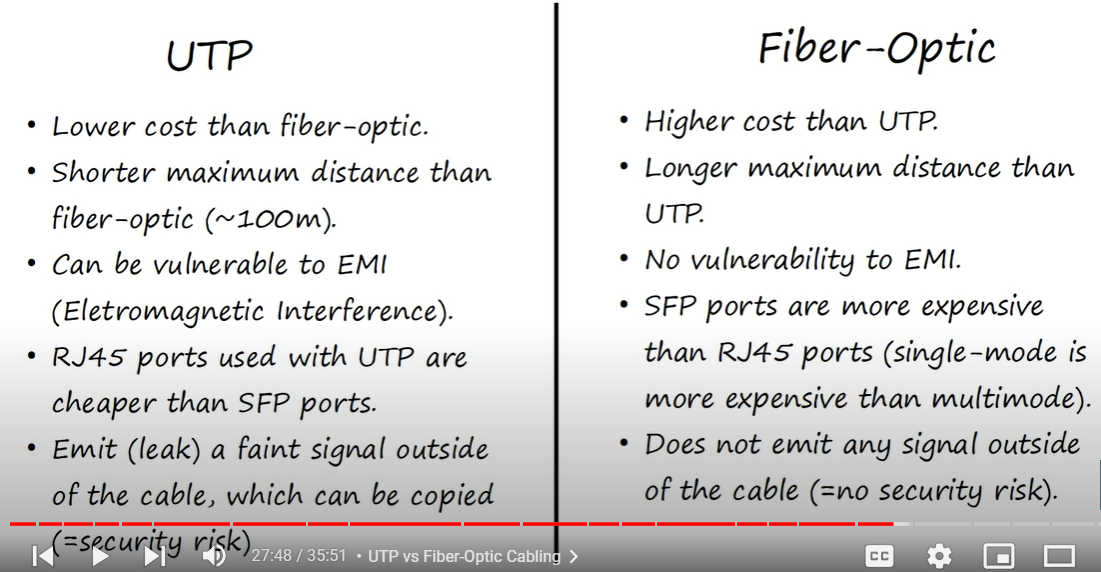 UTP
• Lower cost than fiber-optic.
• Shorter maximum distance than
fiber-optic (~100m).
• Can be vulnerable to EMI
(Eletromagnetic Interference).
• RJ45 ports used with UTP are
cheaper than SFP ports.
• Emit (leak) a faint signal outside
of the cable, which can be copied
(=security risk)
Fiber-Optic
• Higher cost than UTP.
• Longer maximum distance than
UTP.
• No vulnerability to EMI.
• SFP ports are more expensive
than RJ45 ports (single-mode is
more expensive than multimode).
• Does not emit any signal outside
of the cable (=no security risk).
27:48 / 35:51 • UTP vs Fiber-Optic Cabling
CC